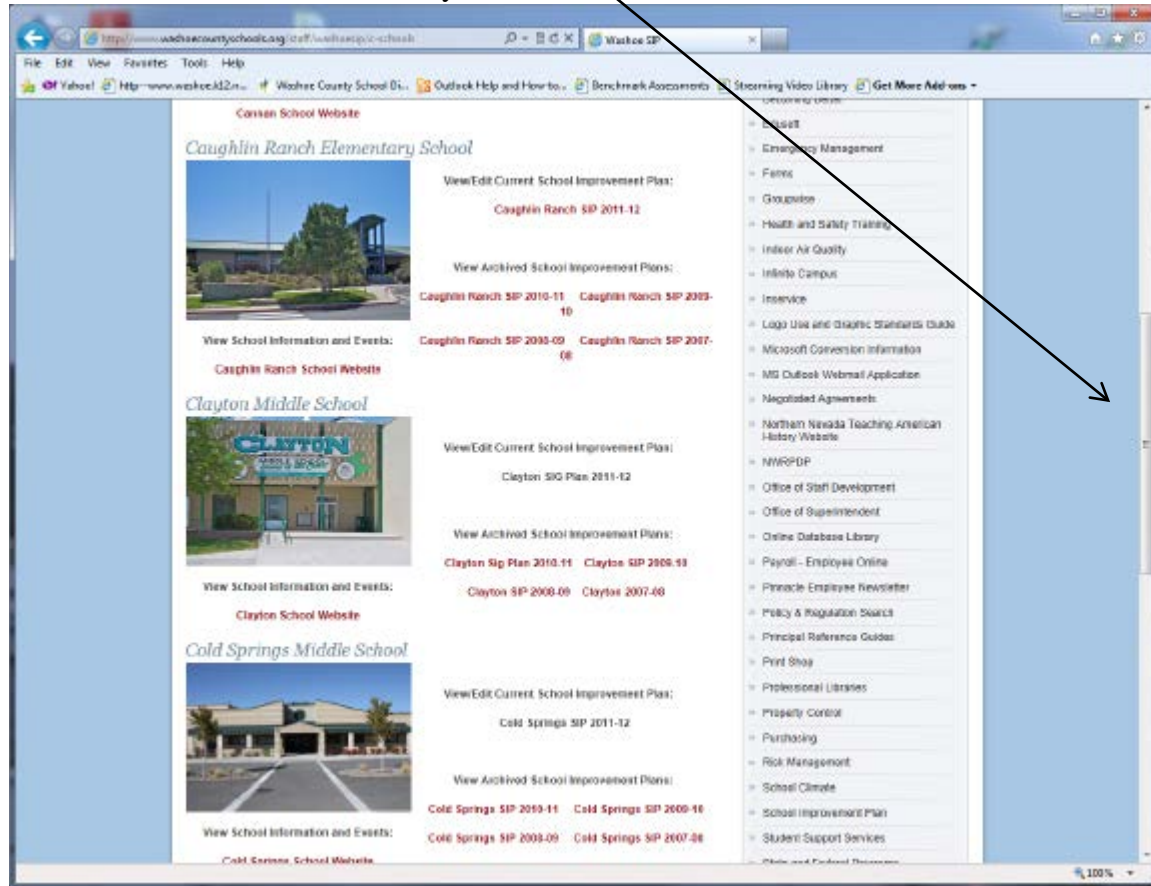 washoecountyschools.org/staff/washoesip/c-schools
Washoe SIP
File Edit View Favorites Tools Help
Yahoo! Washoe County School Di... Outlook Help and How to... Benchmark Assessments Streaming Video Library Get More Add-ons
Cannan School Website
Caughlin Ranch Elementary School
View/Edit Current School Improvement Plan:
Caughlin Ranch SIP 2011-12
View Archived School Improvement Plans:
Caughlin Ranch SIP 2010-11 Caughlin Ranch SIP 2009-
10
Caughlin Ranch SIP 2008-09 Caughlin Ranch SIP 2007-
08
View School Information and Events:
Caughlin Ranch School Website
Clayton Middle School
CLAYTON
View/Edit Current School Improvement Plan:
Clayton SIG Plan 2011-12
View Archived School Improvement Plans:
Clayton Sig Plan 2010-11 Clayton SIP 2009-10
Clayton SIP 2008-09 Clayton 2007-08
View School Information and Events:
Clayton School Website
Cold Springs Middle School
View/Edit Current School Improvement Plan:
Cold Springs SIP 2011-12
View Archived School Improvement Plans:
Cold Springs SIP 2010-11 Cold Springs SIP 2009-10
Cold Springs SIP 2008-09 Cold Springs SIP 2007-08
View School Information and Events:
Cold Springs School Website
Edusoft
Emergency Management
Forms
Groupwise
Health and Safety Training
Indoor Air Quality
Infinite Campus
Inservice
Logo Use and Graphic Standards Guide
Microsoft Conversion Information
MS Outlook Webmail Application
Negotiated Agreements
Northern Nevada Teaching American
History Website
NWRPDP
Office of Staff Development
Office of Superintendent
Online Database Library
Payroll - Employee Online
Pinnacle Employee Newsletter
Policy & Regulation Search
Principal Reference Guides
Print Shop
Professional Libraries
Property Control
Purchasing
Risk Management
School Climate
School Improvement Plan
Student Support Services
State and Federal Programs
100%